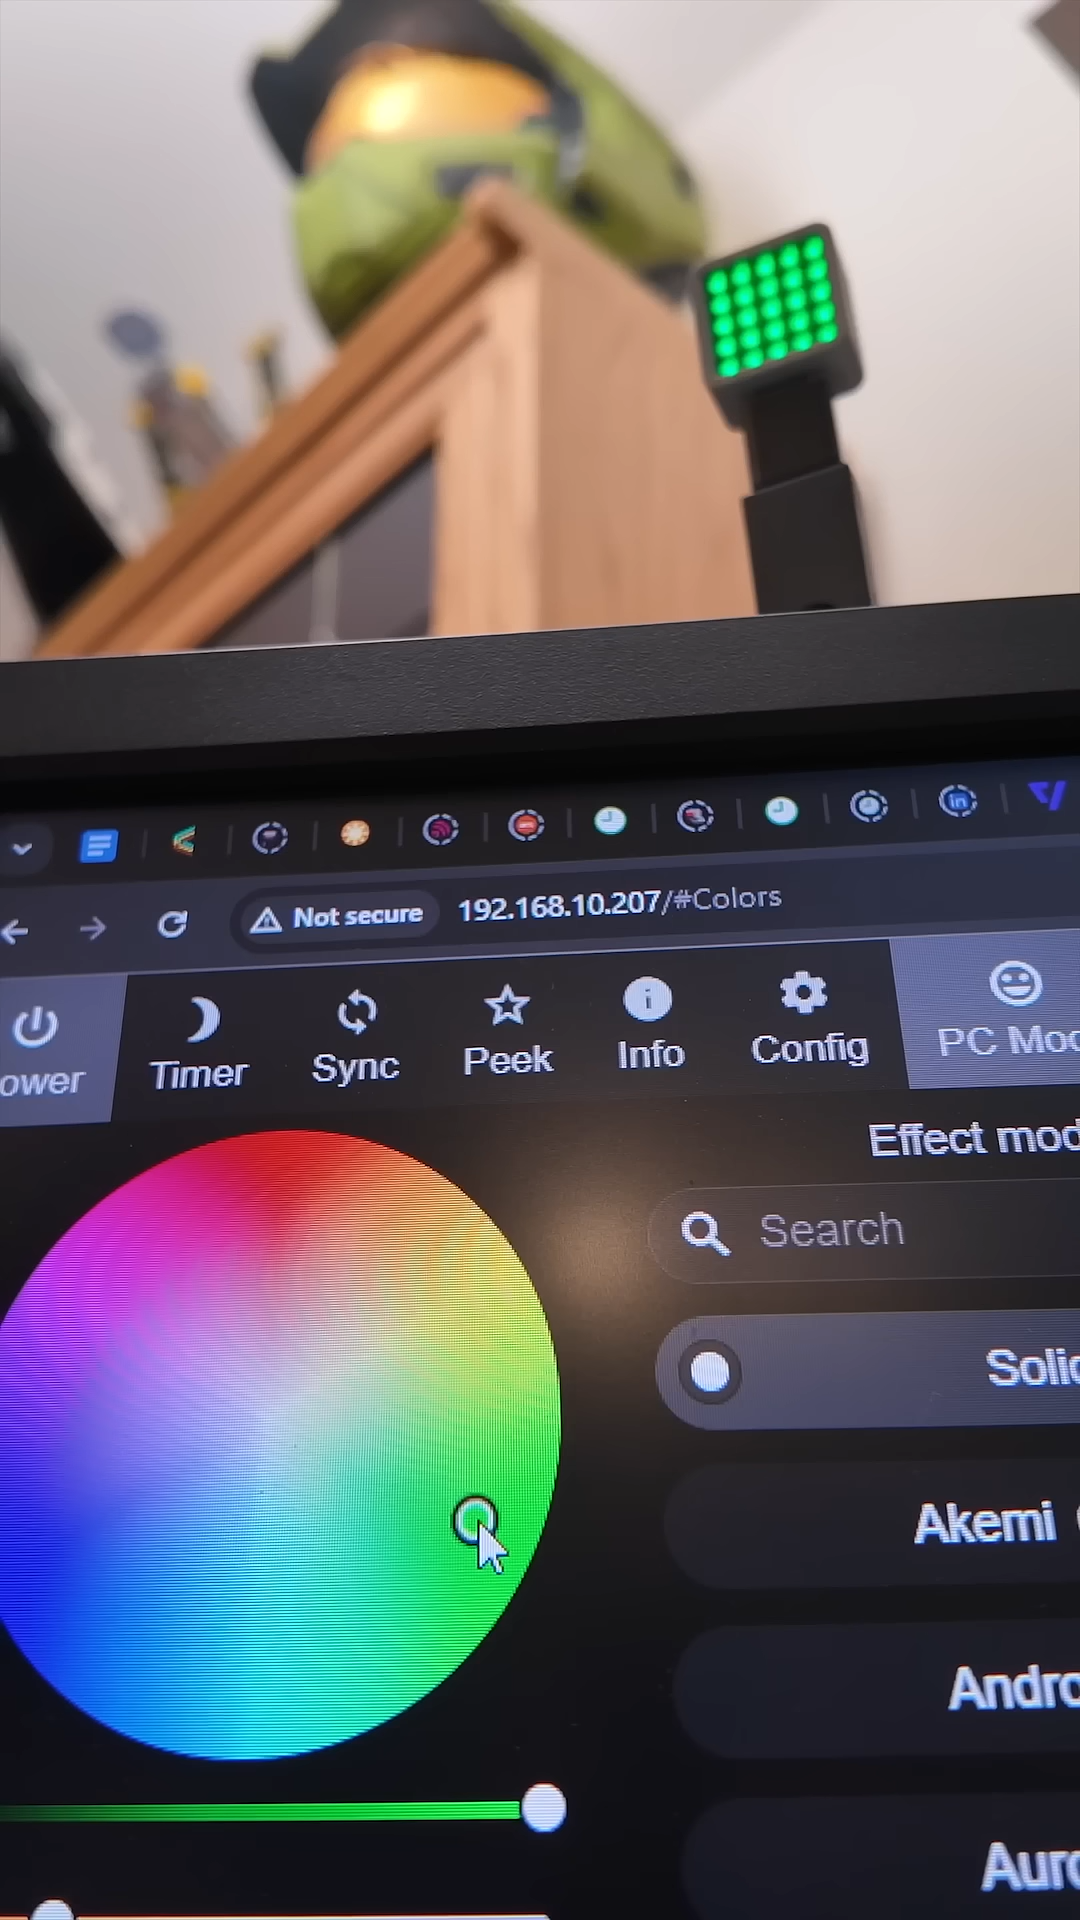 in
Not secure 192.168.10.207/#Colors
ower Timer Sync Peek Info Config PC Mod
Effect mod
Search
Solid
Akemi
Andro
Auro